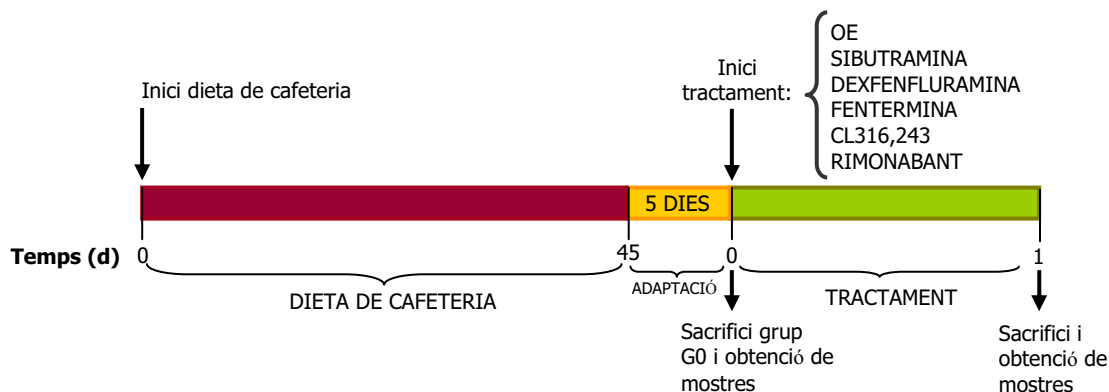 OE
SIBUTRAMINA
DEXFENFLURAMINA
FENTERMINA
CL316,243
RIMONABANT
Inici
tractament:
Inici dieta de cafeteria
5 DIES
Temps (d)
0
45
0
1
DIETA DE CAFETERIA
ADAPTACIÓ
TRACTAMENT
Sacrifici grup
G0 i obtenció de
mostres
Sacrifici i
obtenció de
mostres